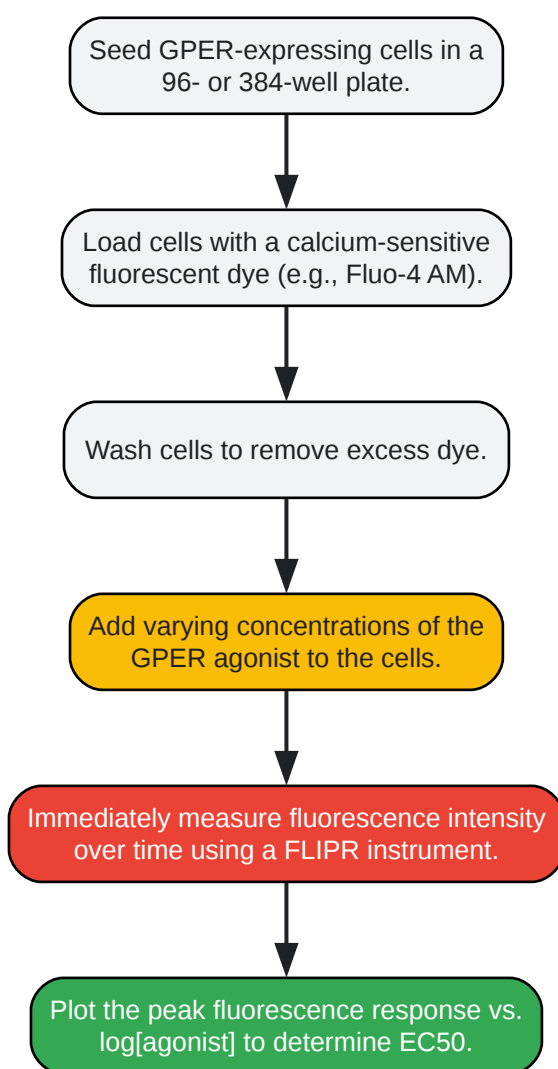 Seed GPER-expressing cells in a
96- or 384-well plate.
Load cells with a calcium-sensitive
fluorescent dye (e.g., Fluo-4 AM).
Wash cells to remove excess dye.
Add varying concentrations of the
GPER agonist to the cells.
Immediately measure fluorescence intensity
over time using a FLIPR instrument.
Plot the peak fluorescence response vs.
log[agonist] to determine EC50.